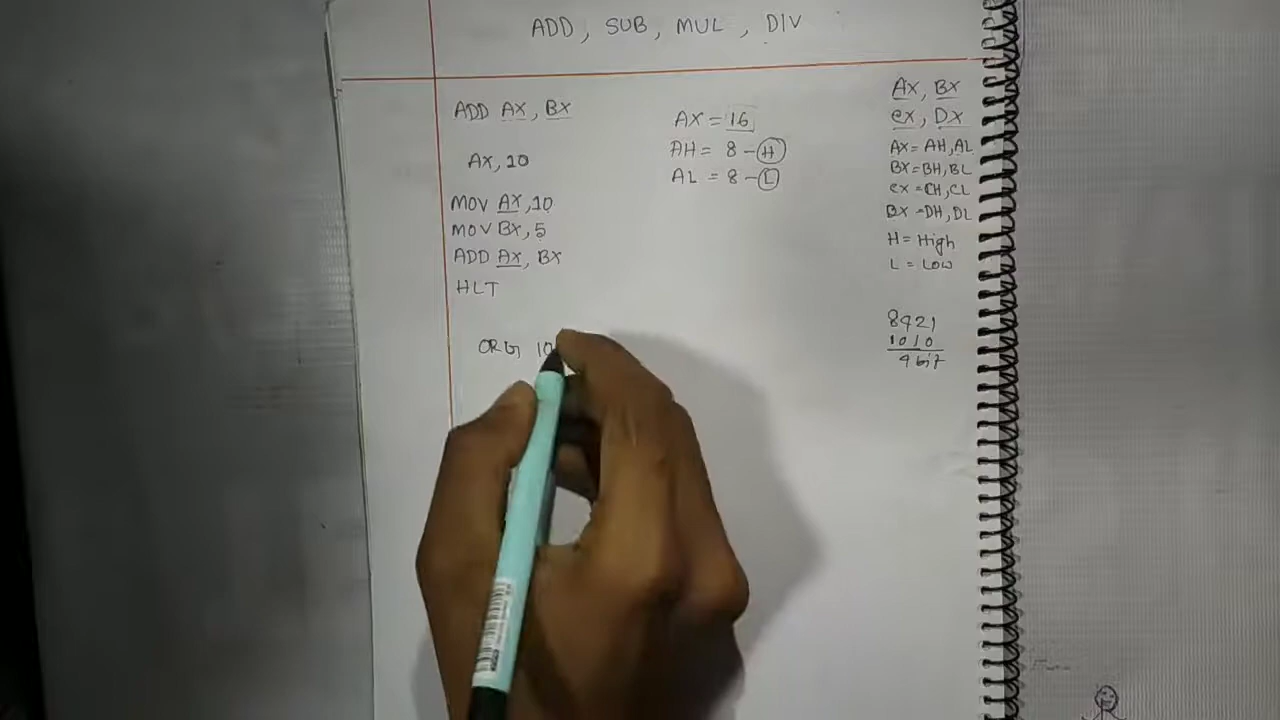 ADD, SUB, MUL, DIV
ADD AX, BX
AX, 10
MOV AX, 10
MOV BX, 5
ADD AX, BX
HLT
ORG 10
AX = 16
AH = 8 - H
AL = 8 - L
AX, BX
CX, DX
AX = AH, AL
BX = BH, BL
CX = CH, CL
BX = DH, DL
H = High
L = Low
8421
1010
4 bit